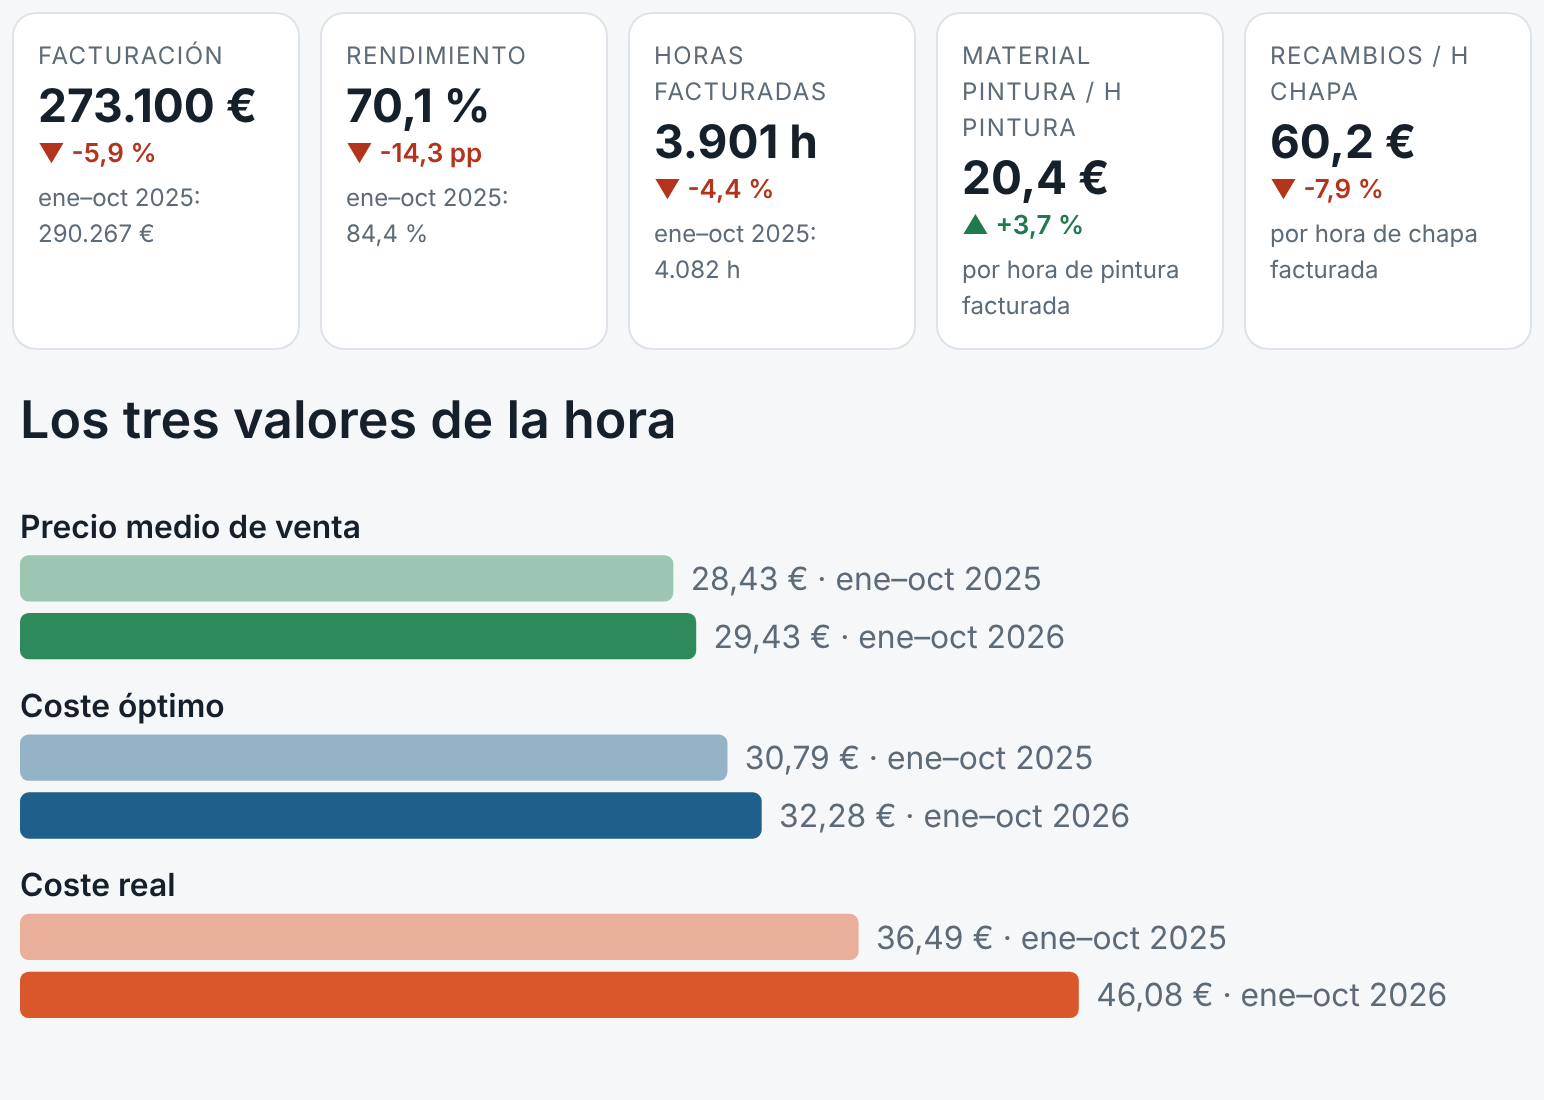 FACTURACIÓN
273.100 €
▼ -5,9 %
ene–oct 2025:
290.267 €
RENDIMIENTO
70,1 %
▼ -14,3 pp
ene–oct 2025:
84,4 %
HORAS
FACTURADAS
3.901 h
▼ -4,4 %
ene–oct 2025:
4.082 h
MATERIAL
PINTURA / H
PINTURA
20,4 €
▲ +3,7 %
por hora de pintura
facturada
RECAMBIOS / H
CHAPA
60,2 €
▼ -7,9 %
por hora de chapa
facturada
Los tres valores de la hora
Precio medio de venta
28,43 € · ene–oct 2025
29,43 € · ene–oct 2026
Coste óptimo
30,79 € · ene–oct 2025
32,28 € · ene–oct 2026
Coste real
36,49 € · ene–oct 2025
46,08 € · ene–oct 2026